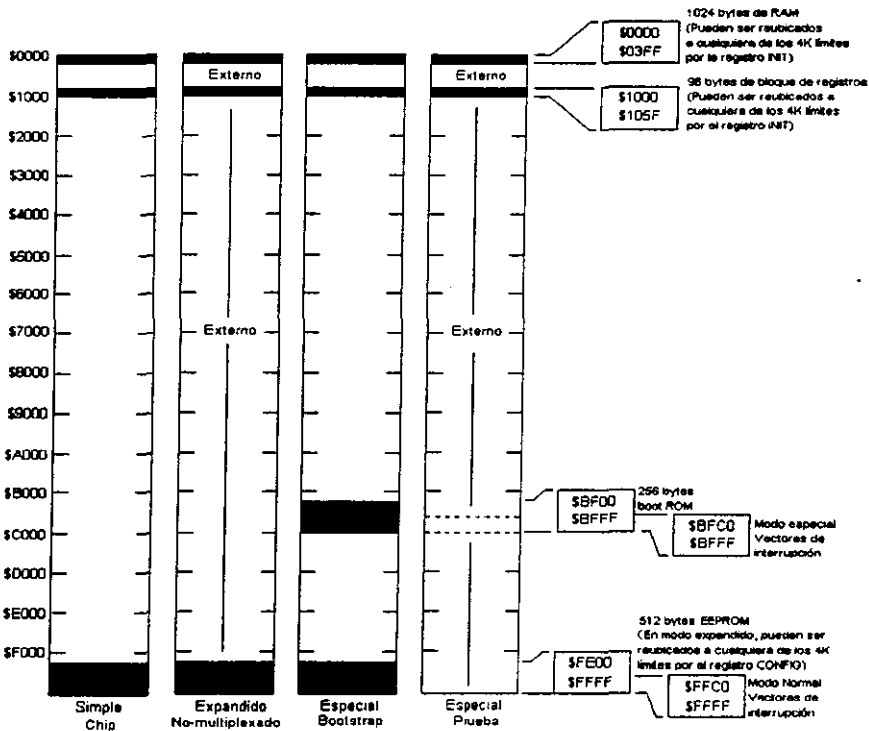 1024 bytes de RAM
(Pueden ser reubicados
a cualquiera de los 4K límites
por le registro INIT)
$0000
$03FF
96 bytes de bloque de registros
(Pueden ser reubicados a
cualquiera de los 4K límites
por el registro INIT)
$1000
$105F
$0000
$1000
$2000
$3000
$4000
$5000
$6000
$7000
$8000
$9000
$A000
$B000
$C000
$D000
$E000
$F000
Externo
Externo
Externo
Externo
$BF00
$BFFF
256 bytes
boot ROM
$BFC0
$BFFF
Modo especial
Vectores de
interrupción
512 bytes EEPROM
(En modo expandido, pueden ser
reubicados a cualquiera de los 4K
límites por el registro CONFIG)
$FE00
$FFFF
$FFC0
$FFFF
Modo Normal
Vectores de
interrupción
Simple
Chip
Expandido
No-multiplexado
Especial
Bootstrap
Especial
Prueba